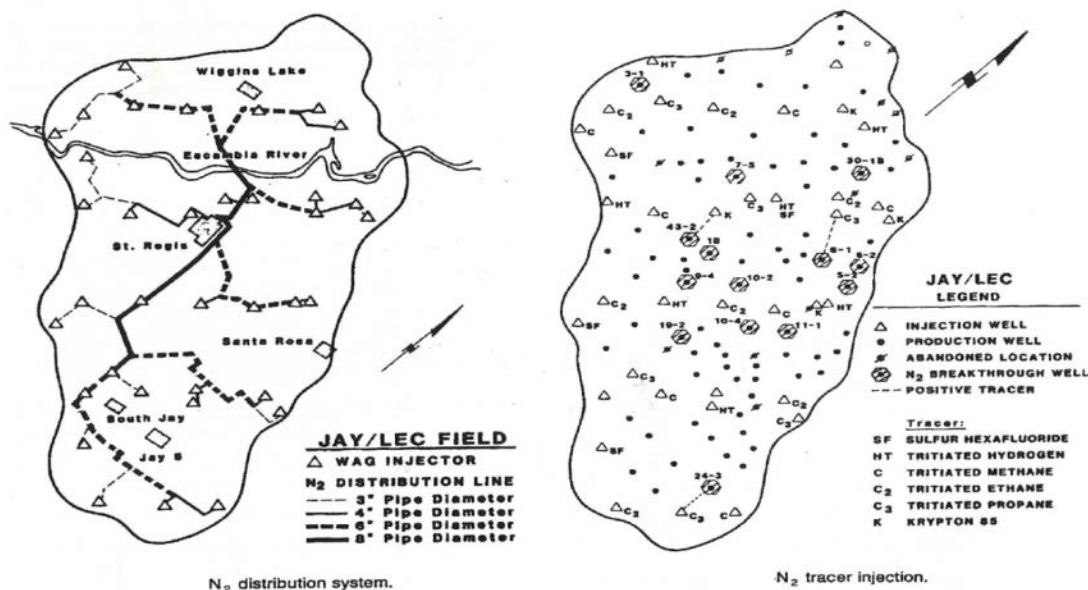 Wiggins Lake
Escambia River
St. Regis
Santa Rosa
South Jay
Jay 5
JAY/LEC FIELD
WAG INJECTOR
N₂ DISTRIBUTION LINE
3" Pipe Diameter
4" Pipe Diameter
6" Pipe Diameter
8" Pipe Diameter
N₂ distribution system.
HT
3-1
C₂
C₃
C₂
C
K
C
HT
SF
7-5
30-1B
HT
C
K
C₃
HT
SF
C₂
C
C₃
K
43-2
1B
6-1
9-4
10-2
C₂
HT
C₂
C
K
HT
SF
19-2
10-4
11-1
C₃
C
HT
C₂
C₃
SF
24-3
C₂
C₃
C
JAY/LEC
LEGEND
INJECTION WELL
PRODUCTION WELL
ABANDONED LOCATION
N₂ BREAKTHROUGH WELL
POSITIVE TRACER
Tracer:
SF SULFUR HEXAFLUORIDE
HT TRITIATED HYDROGEN
C TRITIATED METHANE
C₂ TRITIATED ETHANE
C₃ TRITIATED PROPANE
K KRYPTON 85
N₂ tracer injection.